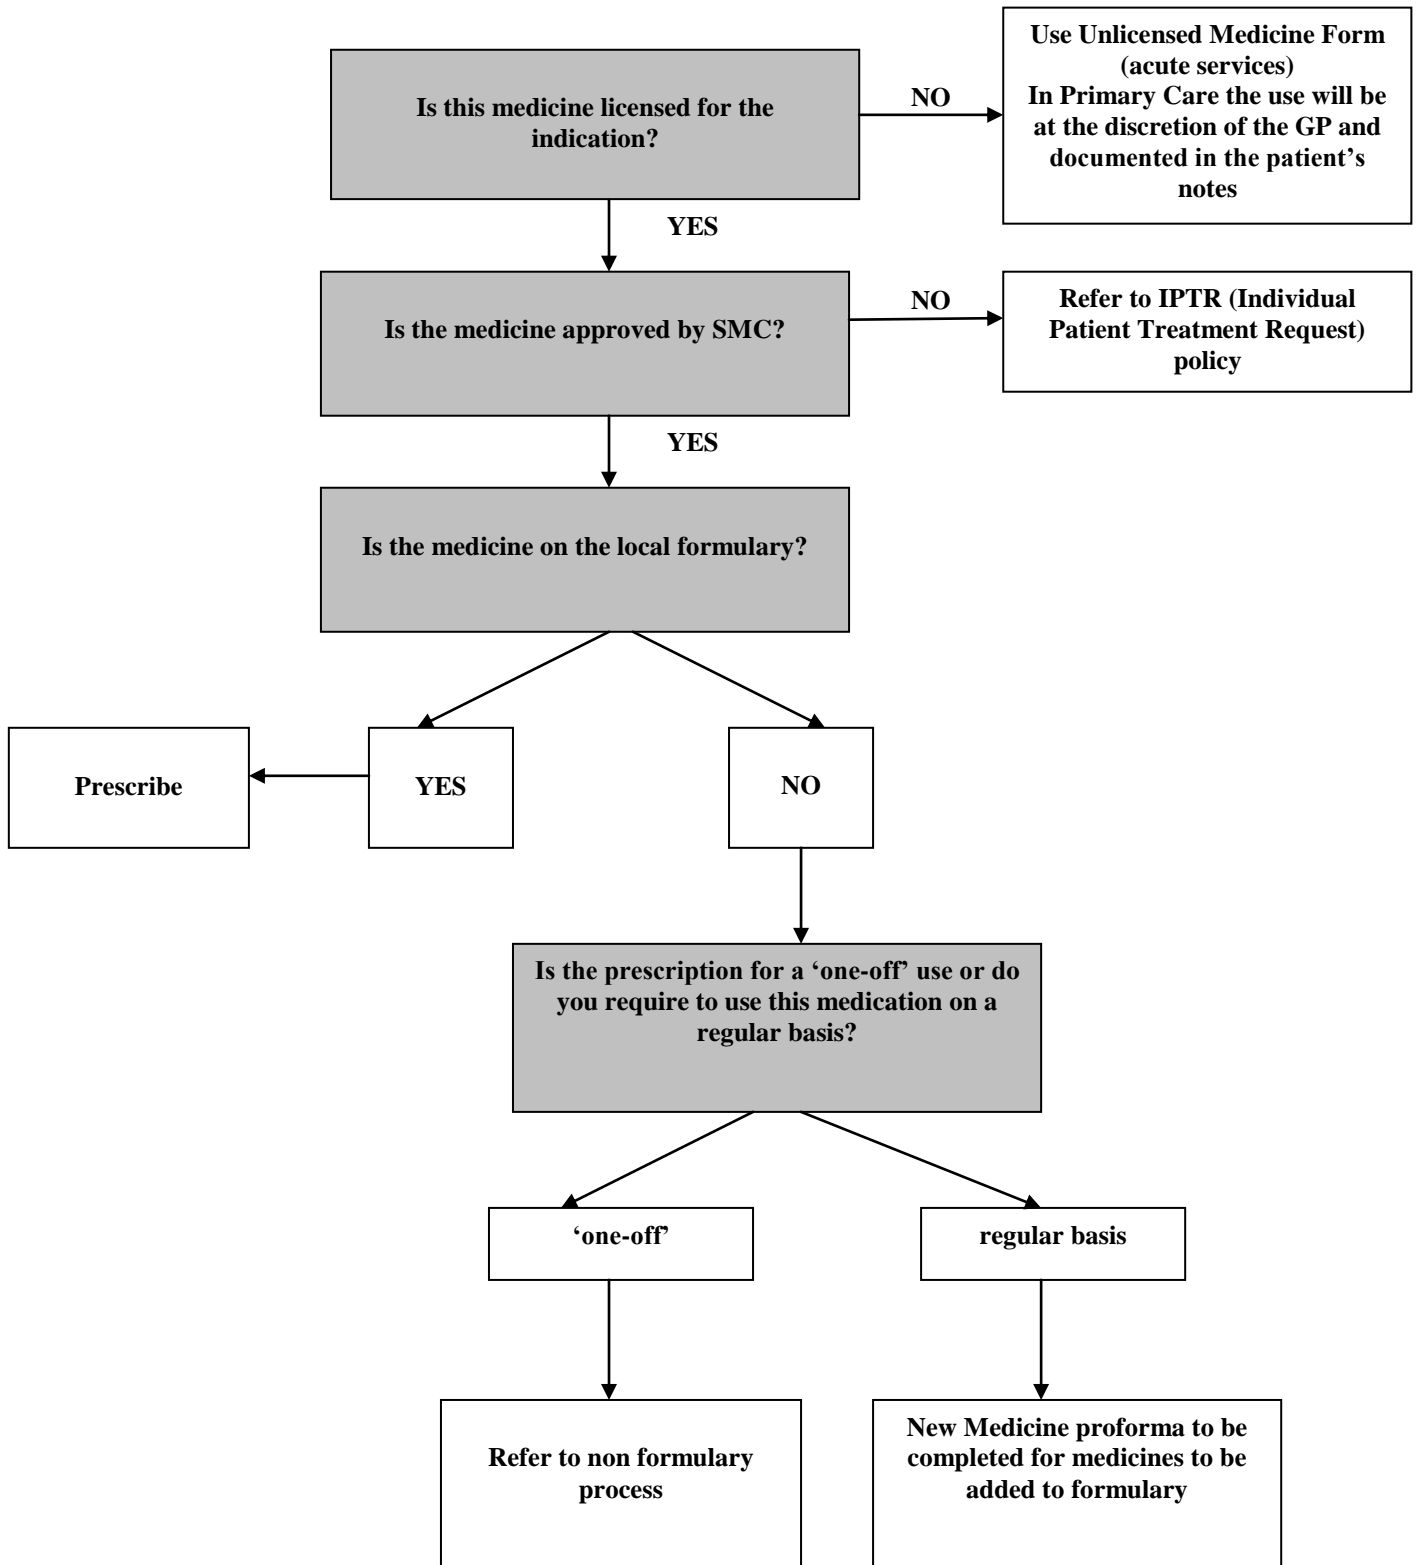 Use Unlicensed Medicine Form
(acute services)
In Primary Care the use will be
at the discretion of the GP and
documented in the patient’s
notes
Is this medicine licensed for the
indication?
NO
YES
Is the medicine approved by SMC?
NO
Refer to IPTR (Individual
Patient Treatment Request)
policy
YES
Is the medicine on the local formulary?
Prescribe
YES
NO
Is the prescription for a ‘one-off’ use or do
you require to use this medication on a
regular basis?
‘one-off’
regular basis
Refer to non formulary
process
New Medicine proforma to be
completed for medicines to be
added to formulary